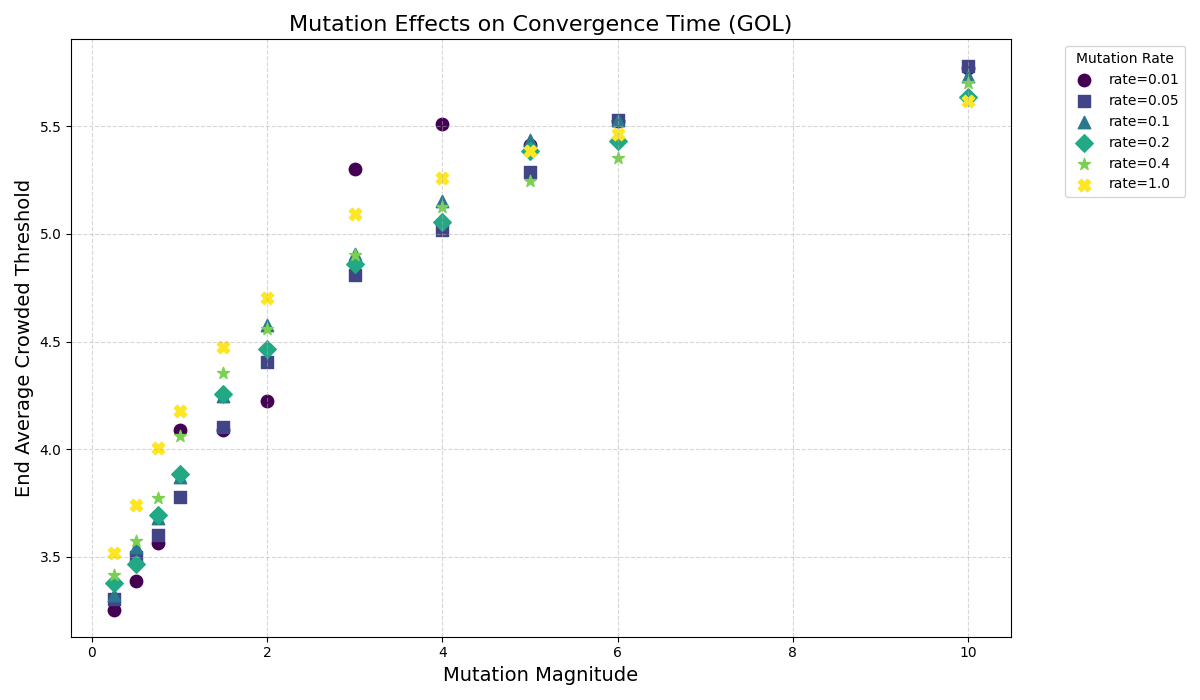 Mutation Effects on Convergence Time (GOL)
End Average Crowded Threshold
5.5
5.0
4.5
4.0
3.5
0
2
4
6
8
10
Mutation Magnitude
Mutation Rate
rate=0.01
rate=0.05
rate=0.1
rate=0.2
rate=0.4
rate=1.0